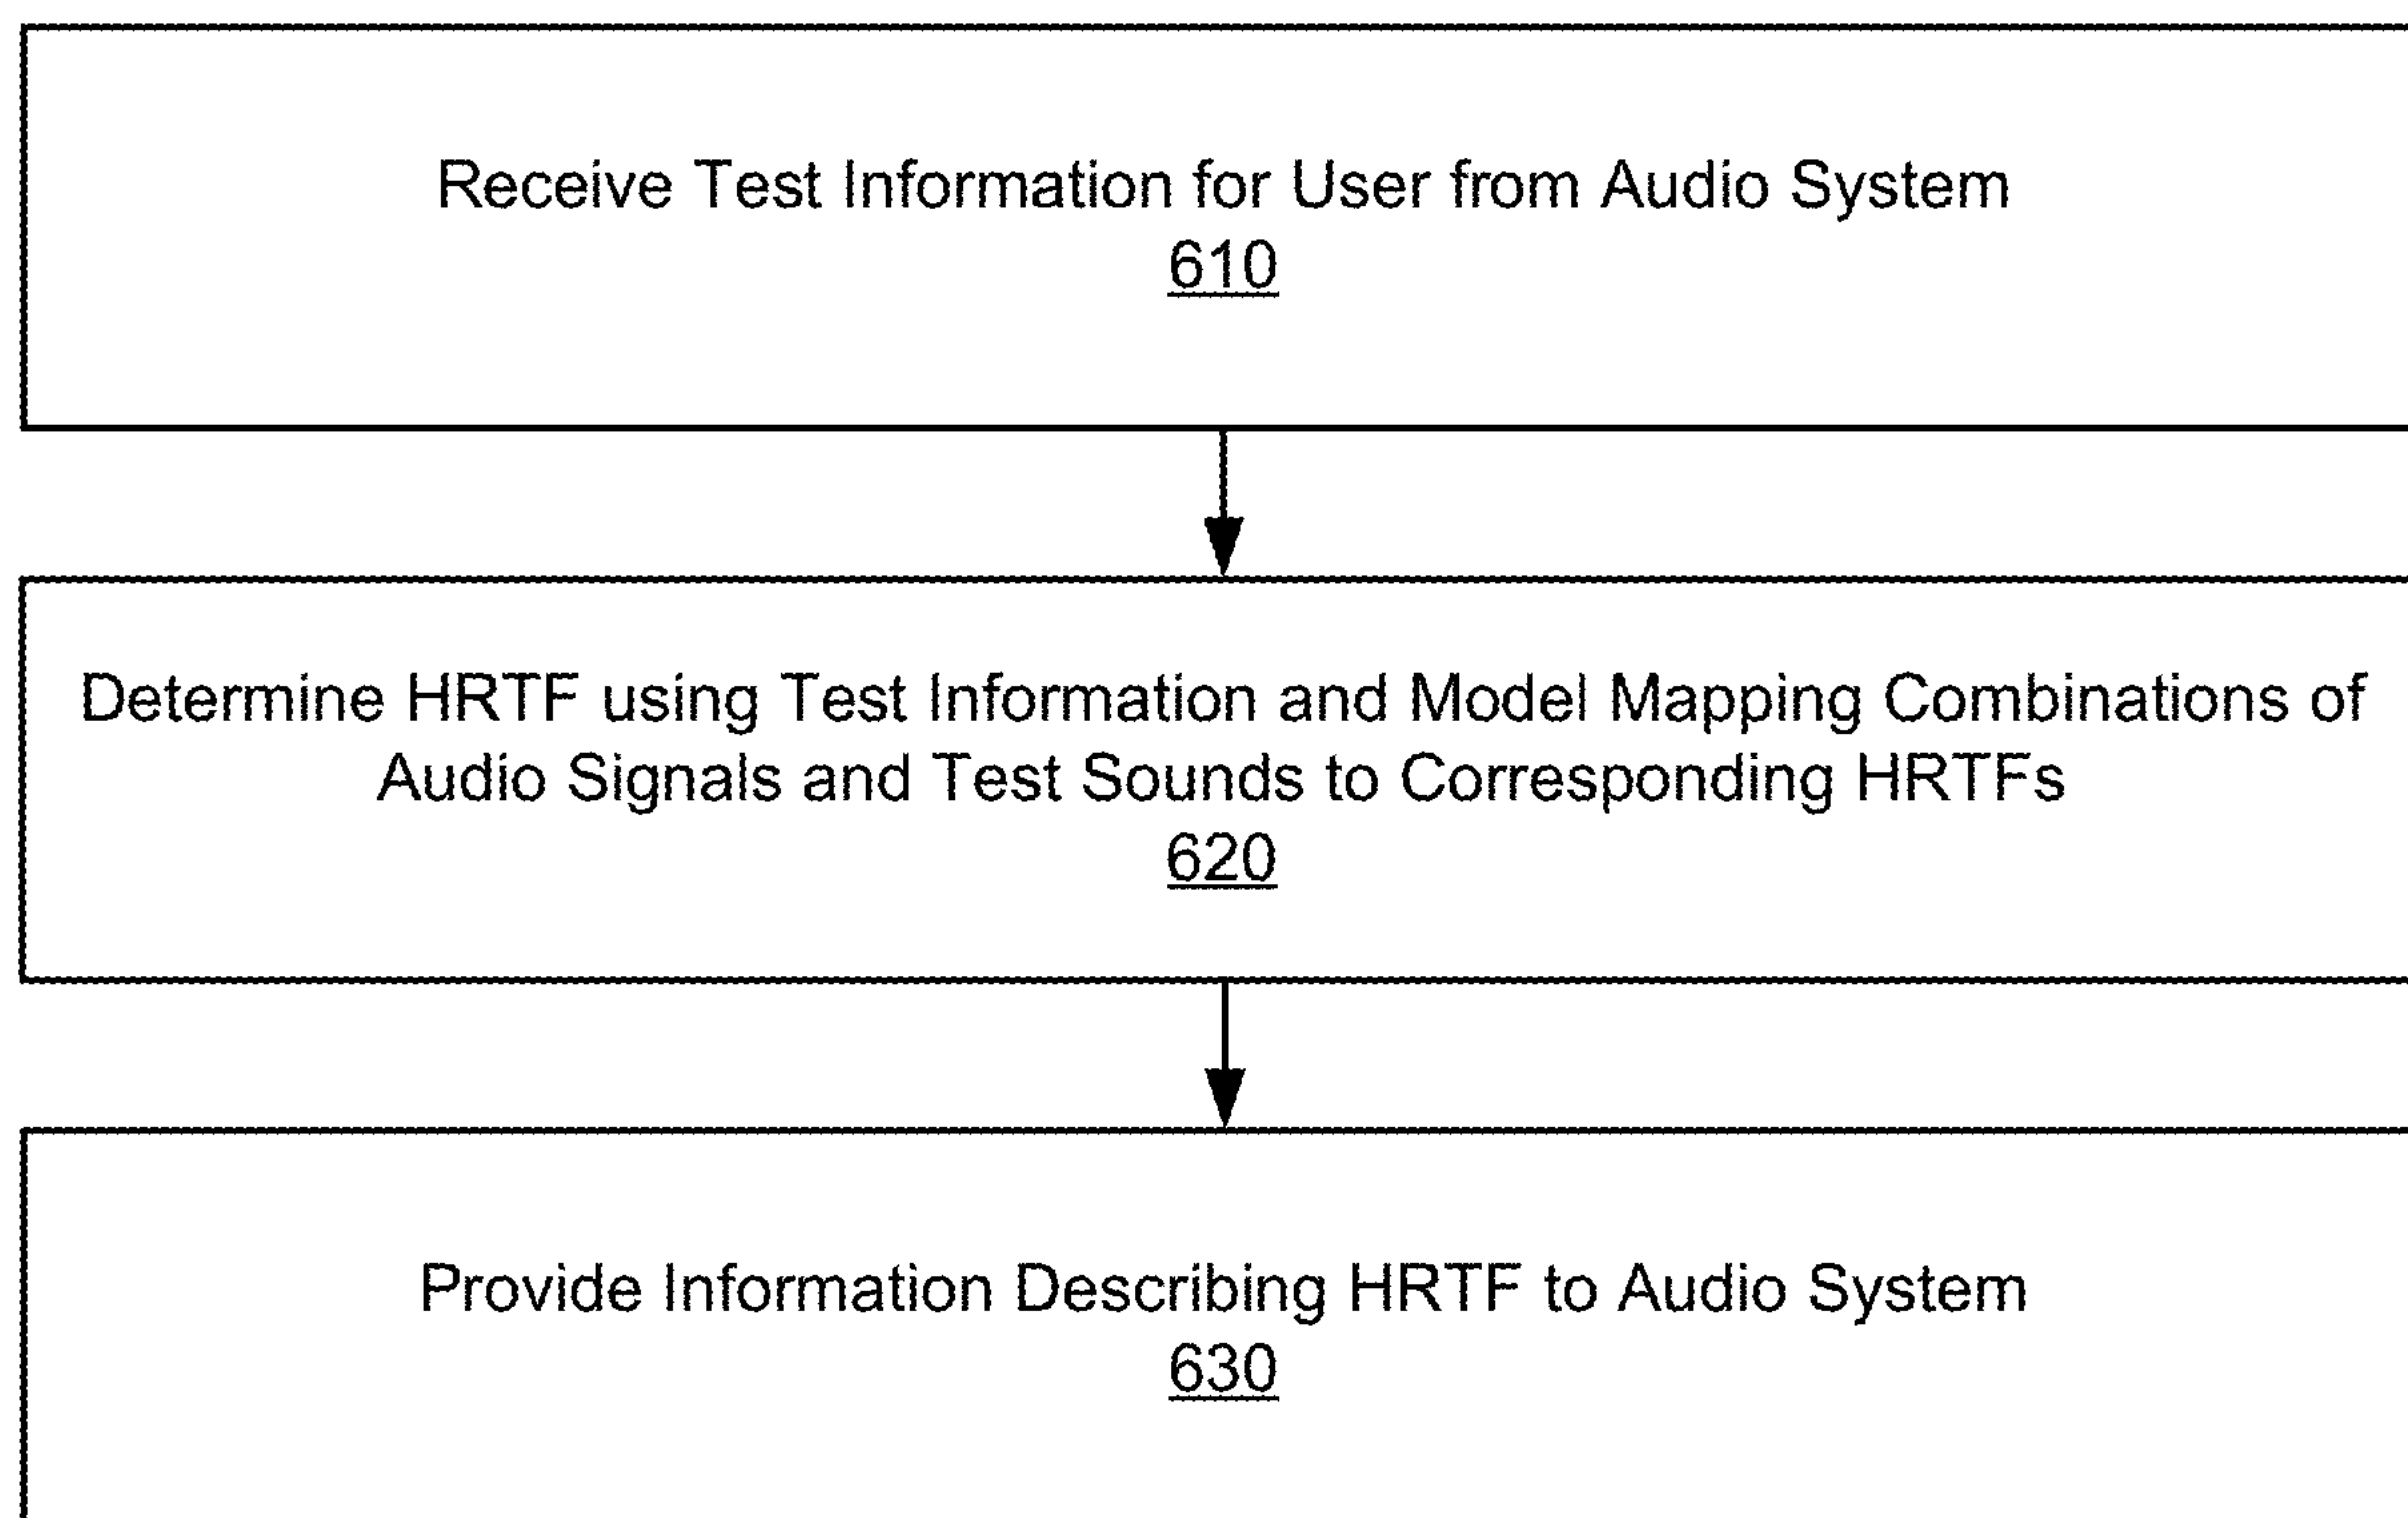 Receive Test Information for User from Audio System
610
Determine HRTF using Test Information and Model Mapping Combinations of
Audio Signals and Test Sounds to Corresponding HRTFs
620
Provide Information Describing HRTF to Audio System
630